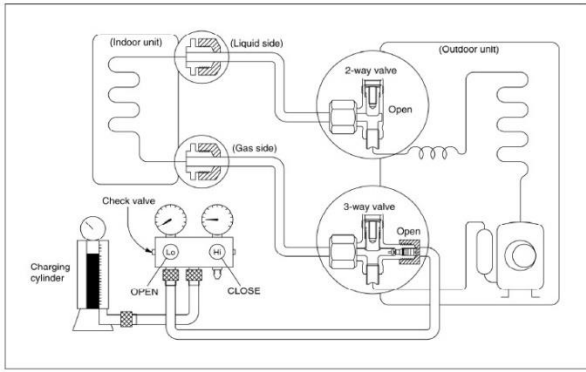 (Indoor unit)
(Liquid side)
(Outdoor unit)
2-way valve
Open
(Gas side)
3-way valve
Open
Check valve
Lo
Hi
Charging
cylinder
OPEN
CLOSE